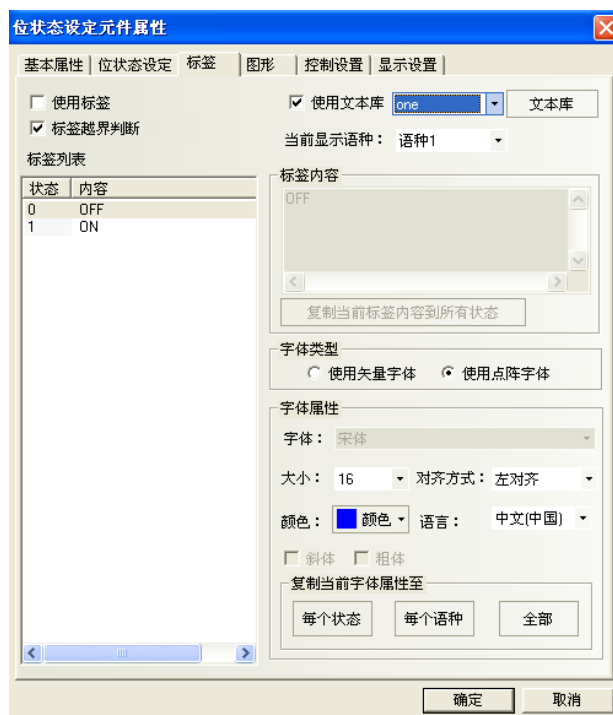 位状态设定元件属性
基本属性 位状态设定 标签 图形 控制设置 显示设置
使用标签
使用文本库 one 文本库
标签越界判断
当前显示语种： 语种1
标签列表
标签内容
状态 内容
OFF
0 OFF
1 ON
复制当前标签内容到所有状态
字体类型
使用矢量字体 使用点阵字体
字体属性
字体： 宋体
大小： 16 对齐方式： 左对齐
颜色： 颜色 语言： 中文(中国)
斜体 粗体
复制当前字体属性至
每个状态 每个语种 全部
确定 取消